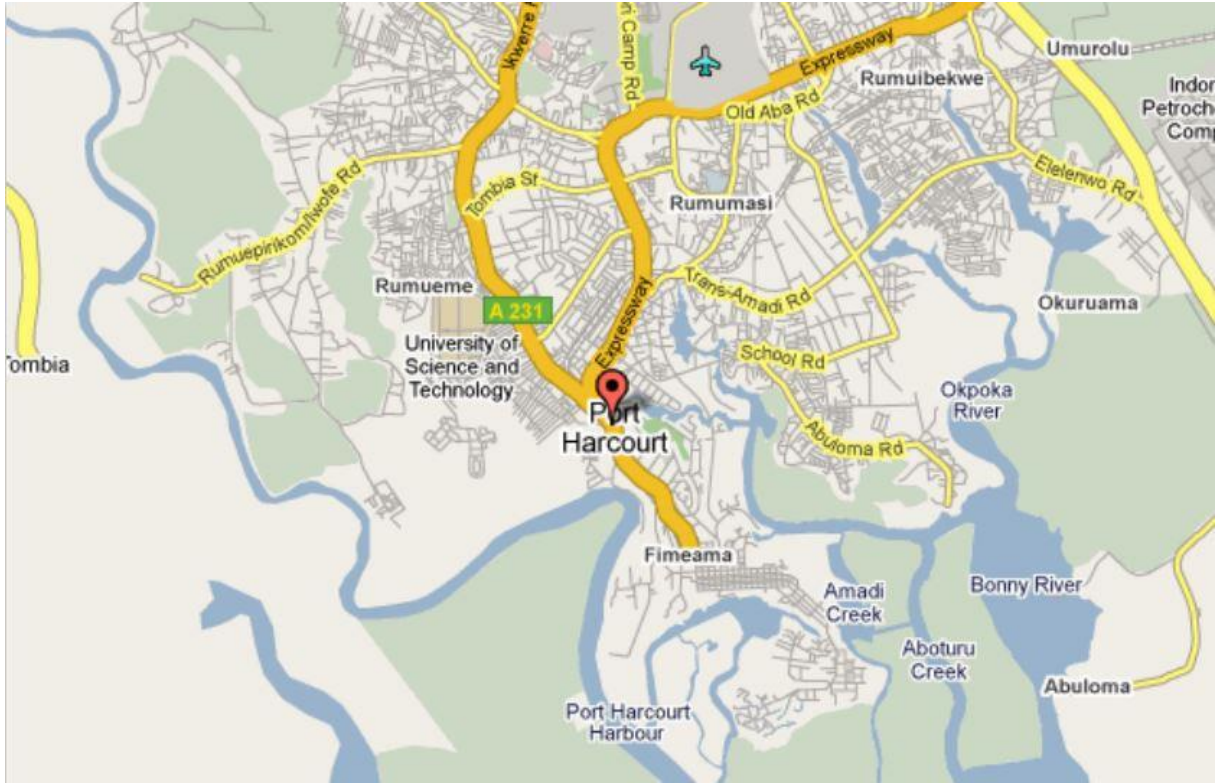 Ikwerre
ri Camp Rd
Expressway
Umurolu
Rumuibekwe
Old Aba Rd
Indor
Petroche
Comp
Elelenwo Rd
Tombia St
Rumumasi
Rumuepirikom/Iwote Rd
Trans-Amadi Rd
Rumueme
A 231
Okuruama
University of
Science and
Technology
Expressway
School Rd
Tombia
Okpoka
River
Port
Harcourt
Abuloma Rd
Fimeama
Amadi
Creek
Bonny River
Aboturu
Creek
Abuloma
Port Harcourt
Harbour